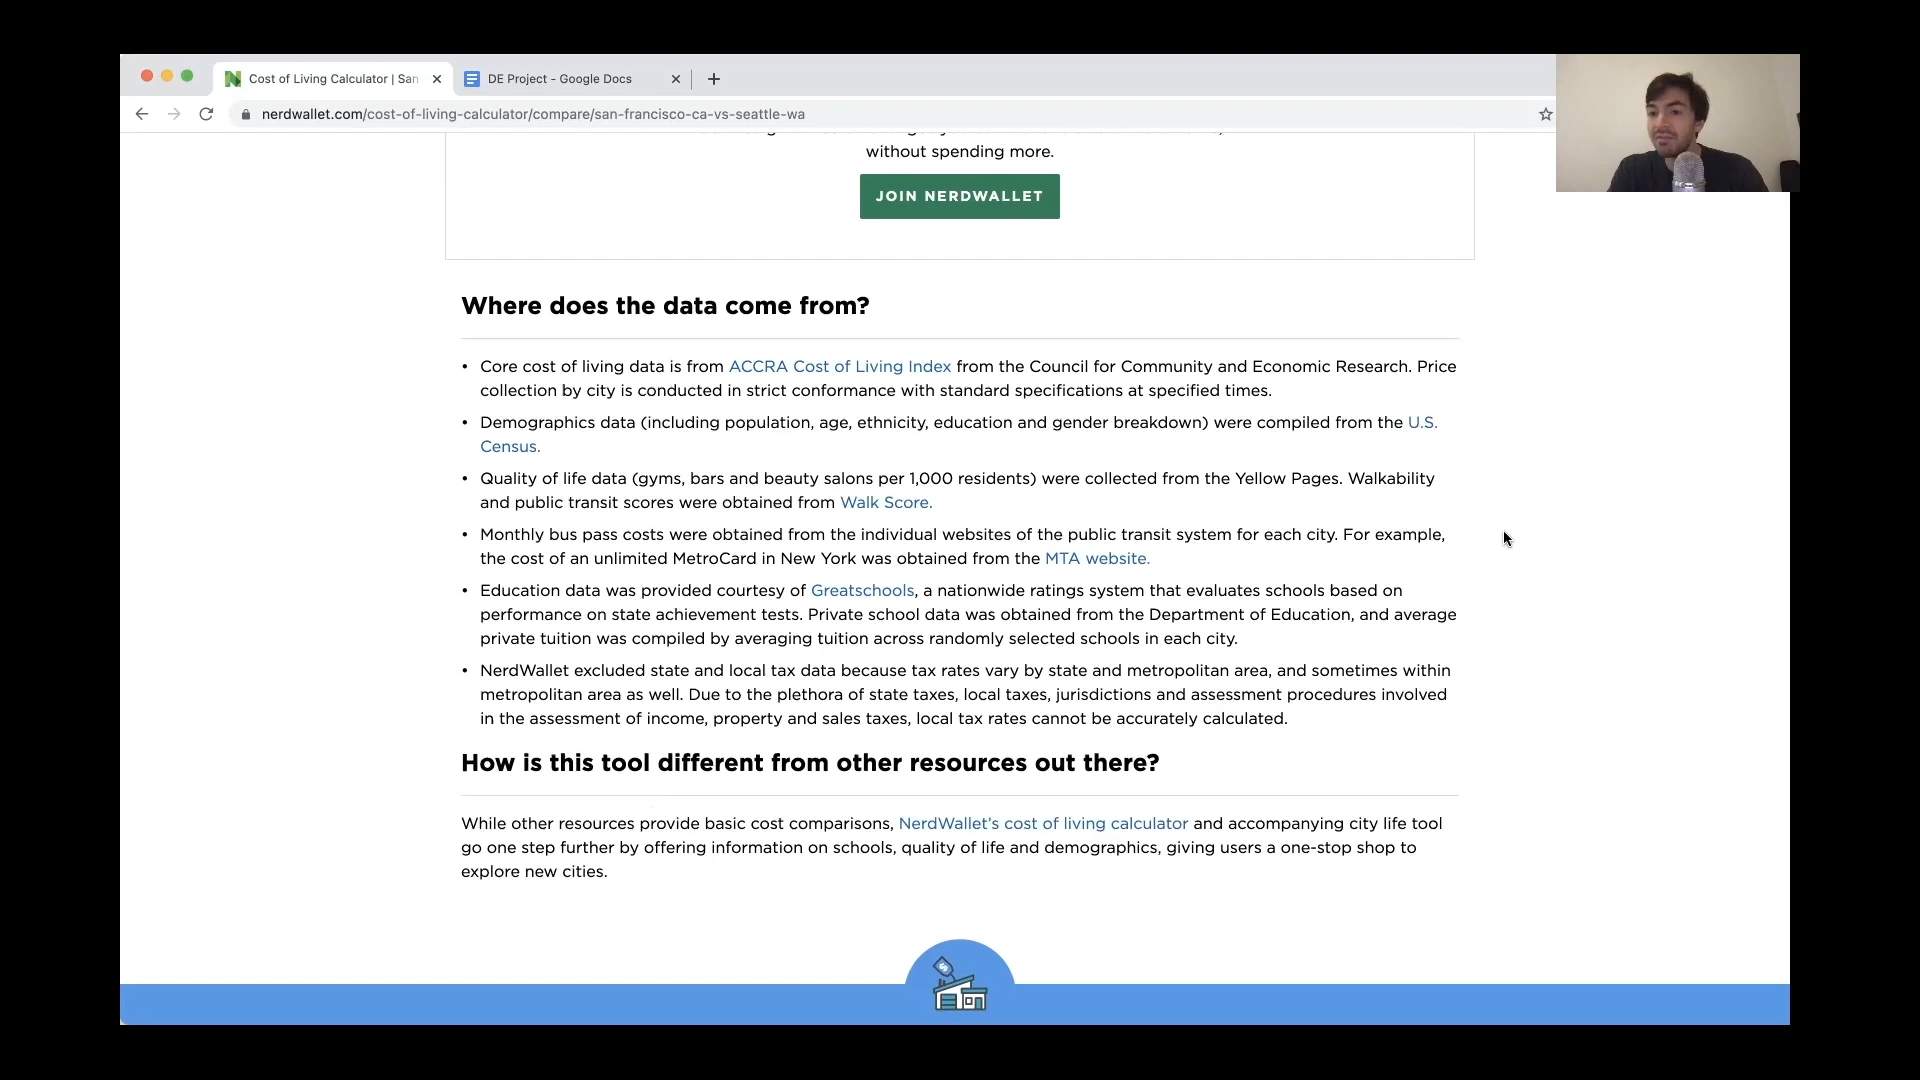 Cost of Living Calculator | San
DE Project - Google Docs
nerdwallet.com/cost-of-living-calculator/compare/san-francisco-ca-vs-seattle-wa
without spending more.
JOIN NERDWALLET
Where does the data come from?
• Core cost of living data is from ACCRA Cost of Living Index from the Council for Community and Economic Research. Price
collection by city is conducted in strict conformance with standard specifications at specified times.
• Demographics data (including population, age, ethnicity, education and gender breakdown) were compiled from the U.S.
Census.
• Quality of life data (gyms, bars and beauty salons per 1,000 residents) were collected from the Yellow Pages. Walkability
and public transit scores were obtained from Walk Score.
• Monthly bus pass costs were obtained from the individual websites of the public transit system for each city. For example,
the cost of an unlimited MetroCard in New York was obtained from the MTA website.
• Education data was provided courtesy of Greatschools, a nationwide ratings system that evaluates schools based on
performance on state achievement tests. Private school data was obtained from the Department of Education, and average
private tuition was compiled by averaging tuition across randomly selected schools in each city.
• NerdWallet excluded state and local tax data because tax rates vary by state and metropolitan area, and sometimes within
metropolitan area as well. Due to the plethora of state taxes, local taxes, jurisdictions and assessment procedures involved
in the assessment of income, property and sales taxes, local tax rates cannot be accurately calculated.
How is this tool different from other resources out there?
While other resources provide basic cost comparisons, NerdWallet's cost of living calculator and accompanying city life tool
go one step further by offering information on schools, quality of life and demographics, giving users a one-stop shop to
explore new cities.
$